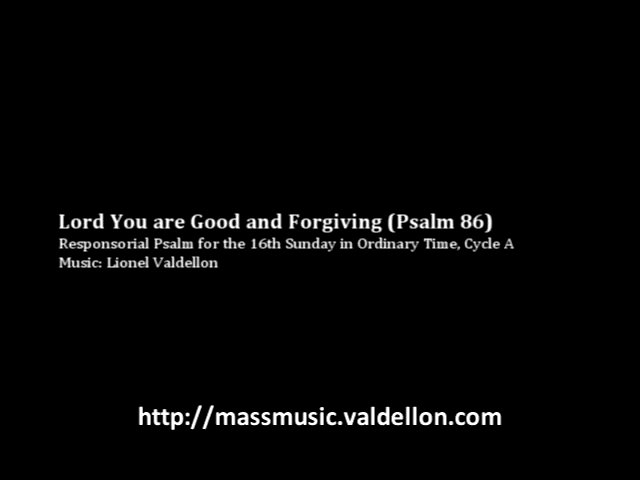 Lord You are Good and Forgiving (Psalm 86)
Responsorial Psalm for the 16th Sunday in Ordinary Time, Cycle A
Music: Lionel Valdellon
http://massmusic.valdellon.com